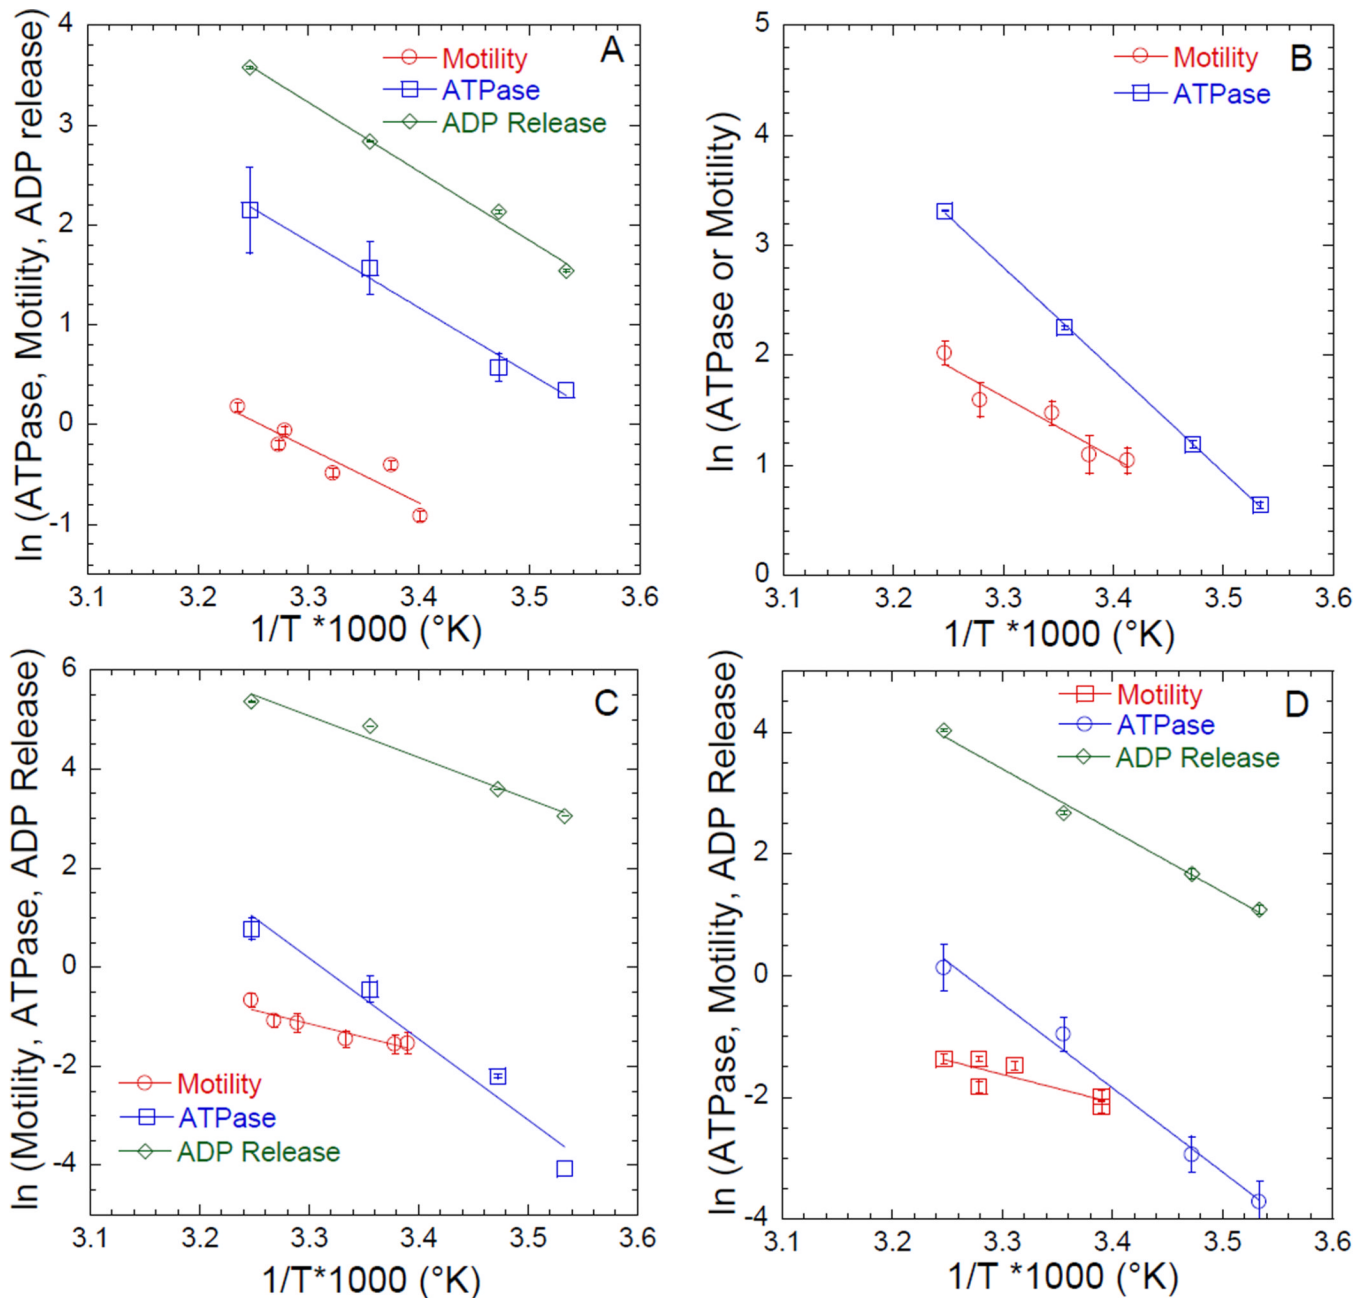 ln (ATPase, Motility, ADP release)
4
3
2
1
0
-1
A
Motility
ATPase
ADP Release
3.1 3.2 3.3 3.4 3.5 3.6
1/T *1000 (°K)
ln (ATPase or Motility)
5
4
3
2
1
0
B
Motility
ATPase
3.1 3.2 3.3 3.4 3.5 3.6
1/T *1000 (°K)
ln (Motility, ATPase, ADP Release)
6
4
2
0
-2
-4
C
Motility
ATPase
ADP Release
3.1 3.2 3.3 3.4 3.5 3.6
1/T*1000 (°K)
ln (ATPase, Motility, ADP Release)
4
2
0
-2
-4
D
Motility
ATPase
ADP Release
3.1 3.2 3.3 3.4 3.5 3.6
1/T *1000 (°K)